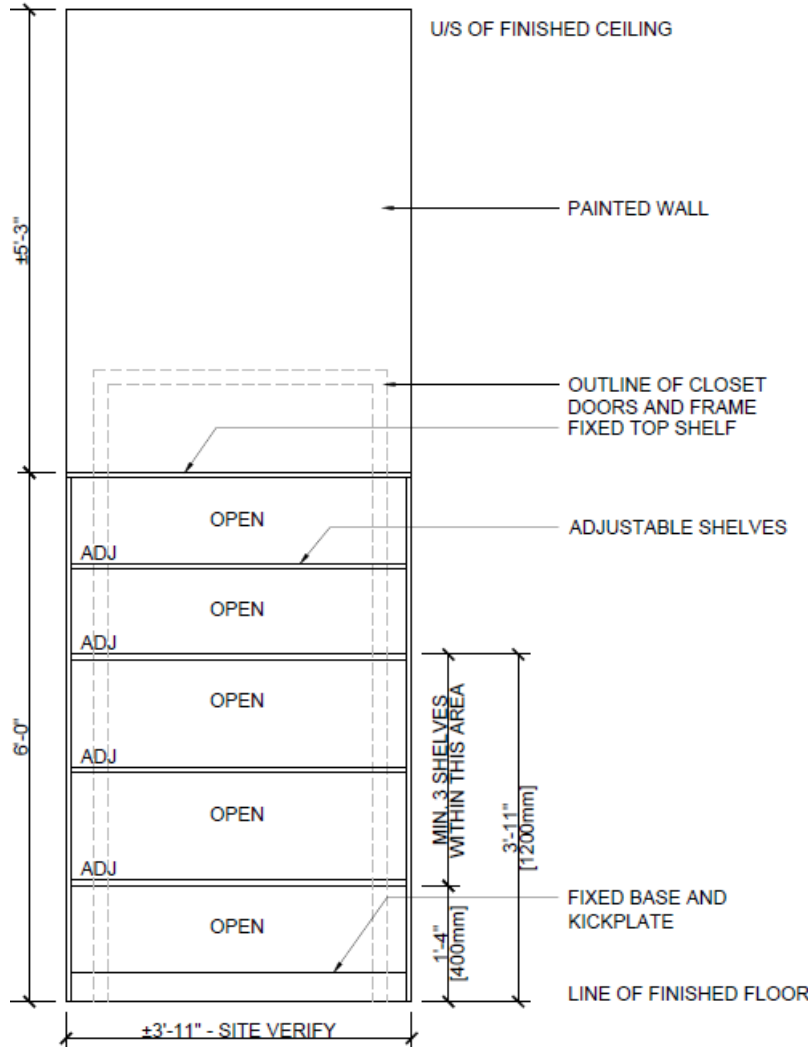 U/S OF FINISHED CEILING
±5'-3"
PAINTED WALL
OUTLINE OF CLOSET
DOORS AND FRAME
FIXED TOP SHELF
OPEN
ADJUSTABLE SHELVES
ADJ
OPEN
ADJ
6'-0"
OPEN
MIN. 3 SHELVES
WITHIN THIS AREA
3'-11"
[1200mm]
ADJ
OPEN
ADJ
FIXED BASE AND
KICKPLATE
OPEN
1'-4"
[400mm]
LINE OF FINISHED FLOOR
±3'-11" - SITE VERIFY